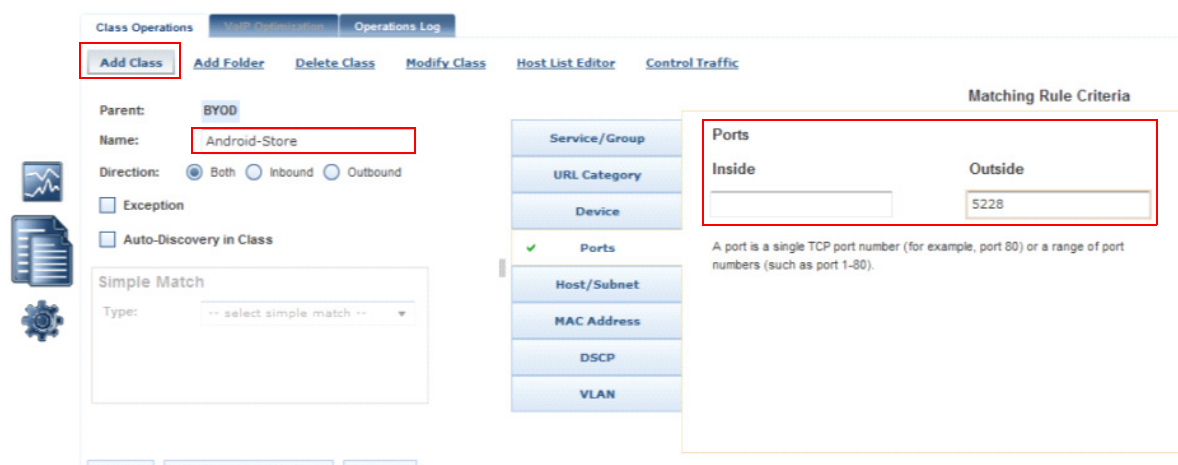 Class Operations VoIP Optimization Operations Log
Add Class Add Folder Delete Class Modify Class Host List Editor Control Traffic
Matching Rule Criteria
Parent: BYOD
Name: Android-Store
Direction: Both Inbound Outbound
Exception
Auto-Discovery in Class
Simple Match
Type: -- select simple match --
Service/Group
URL Category
Device
Ports
Host/Subnet
MAC Address
DSCP
VLAN
Ports
Inside Outside
5228
A port is a single TCP port number (for example, port 80) or a range of port
numbers (such as port 1-80).